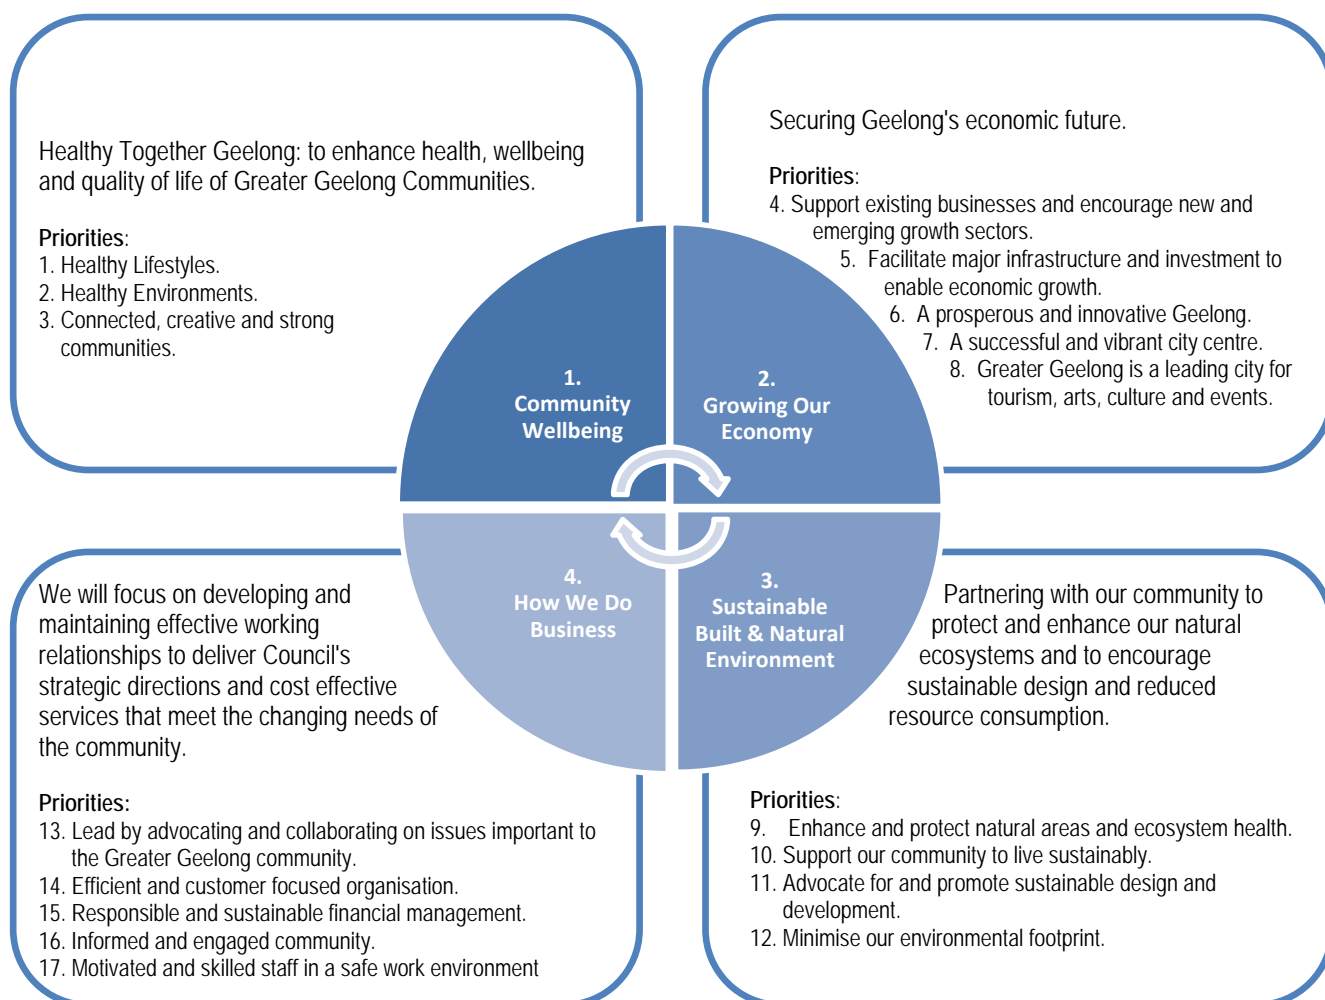 Healthy Together Geelong: to enhance health, wellbeing
and quality of life of Greater Geelong Communities.
Priorities:
1. Healthy Lifestyles.
2. Healthy Environments.
3. Connected, creative and strong
communities.
Securing Geelong's economic future.
Priorities:
4. Support existing businesses and encourage new and
emerging growth sectors.
5. Facilitate major infrastructure and investment to
enable economic growth.
6. A prosperous and innovative Geelong.
7. A successful and vibrant city centre.
8. Greater Geelong is a leading city for
tourism, arts, culture and events.
1.
Community
Wellbeing
2.
Growing Our
Economy
4.
How We Do
Business
3.
Sustainable
Built & Natural
Environment
We will focus on developing and
maintaining effective working
relationships to deliver Council's
strategic directions and cost effective
services that meet the changing needs of
the community.
Priorities:
13. Lead by advocating and collaborating on issues important to
the Greater Geelong community.
14. Efficient and customer focused organisation.
15. Responsible and sustainable financial management.
16. Informed and engaged community.
17. Motivated and skilled staff in a safe work environment
Partnering with our community to
protect and enhance our natural
ecosystems and to encourage
sustainable design and reduced
resource consumption.
Priorities:
9. Enhance and protect natural areas and ecosystem health.
10. Support our community to live sustainably.
11. Advocate for and promote sustainable design and
development.
12. Minimise our environmental footprint.